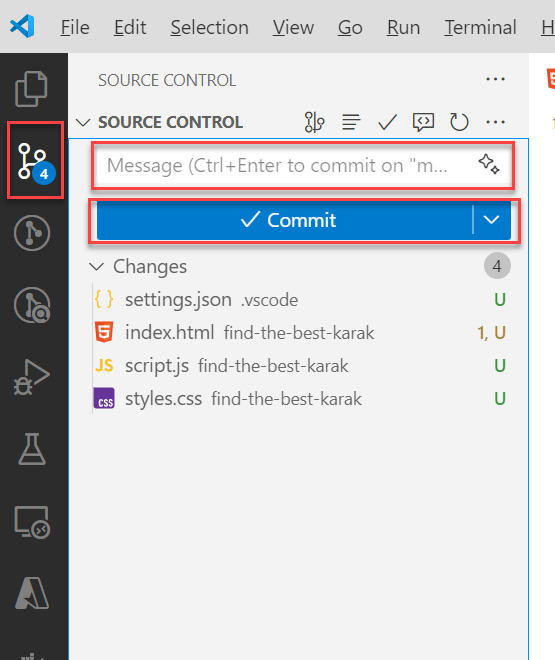 File Edit Selection View Go Run Terminal H
SOURCE CONTROL
SOURCE CONTROL
4
Message (Ctrl+Enter to commit on "m...
Commit
Changes 4
{ } settings.json .vscode U
5 index.html find-the-best-karak 1, U
JS script.js find-the-best-karak U
CSS styles.css find-the-best-karak U